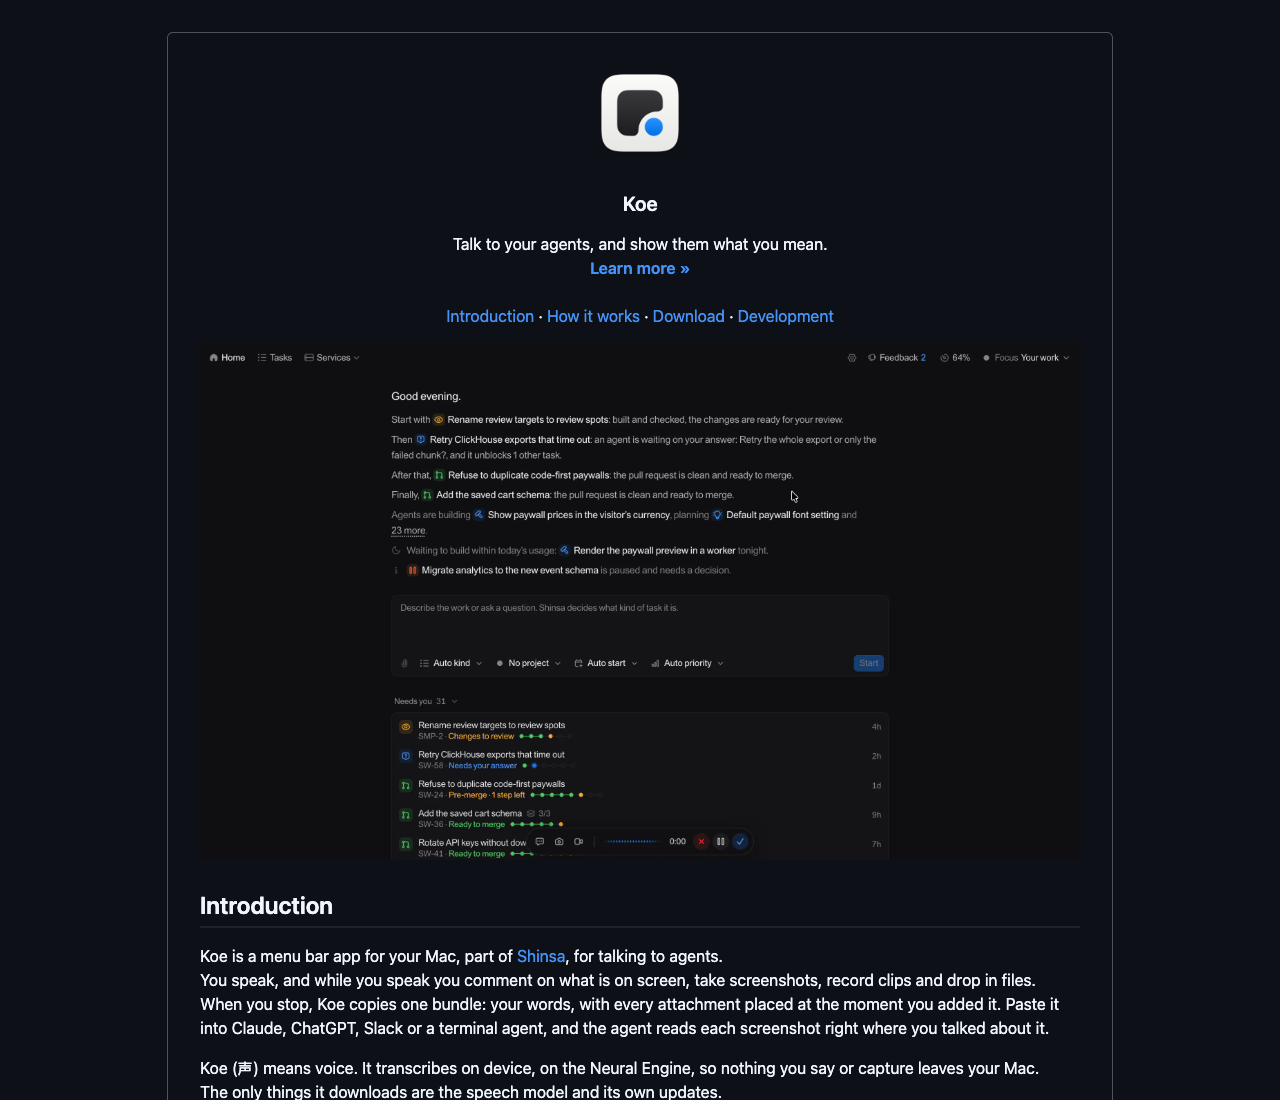 Koe
Talk to your agents, and show them what you mean.
Learn more »
Introduction · How it works · Download · Development
Home Tasks Services
Feedback 2 64% Focus Your work
Good evening.
Start with Rename review targets to review spots: built and checked, the changes are ready for your review.
Then Retry ClickHouse exports that time out: an agent is waiting on your answer: Retry the whole export or only the
failed chunk?, and it unblocks 1 other task.
After that, Refuse to duplicate code-first paywalls: the pull request is clean and ready to merge.
Finally, Add the saved cart schema: the pull request is clean and ready to merge.
Agents are building Show paywall prices in the visitor's currency, planning Default paywall font setting and
23 more.
Waiting to build within today's usage: Render the paywall preview in a worker tonight.
Migrate analytics to the new event schema is paused and needs a decision.
Describe the work or ask a question. Shinsa decides what kind of task it is.
Auto kind No project Auto start Auto priority Start
Needs you 31
Rename review targets to review spots 4h
SMP-2 · Changes to review
Retry ClickHouse exports that time out 2h
SW-58 · Needs your answer
Refuse to duplicate code-first paywalls 1d
SW-24 · Pre-merge · 1 step left
Add the saved cart schema 3/3 9h
SW-36 · Ready to merge
Rotate API keys without dow 0:00 7h
SW-41 · Ready to merge
Introduction
Koe is a menu bar app for your Mac, part of Shinsa, for talking to agents.
You speak, and while you speak you comment on what is on screen, take screenshots, record clips and drop in files.
When you stop, Koe copies one bundle: your words, with every attachment placed at the moment you added it. Paste it
into Claude, ChatGPT, Slack or a terminal agent, and the agent reads each screenshot right where you talked about it.
Koe (声) means voice. It transcribes on device, on the Neural Engine, so nothing you say or capture leaves your Mac.
The only things it downloads are the speech model and its own updates.